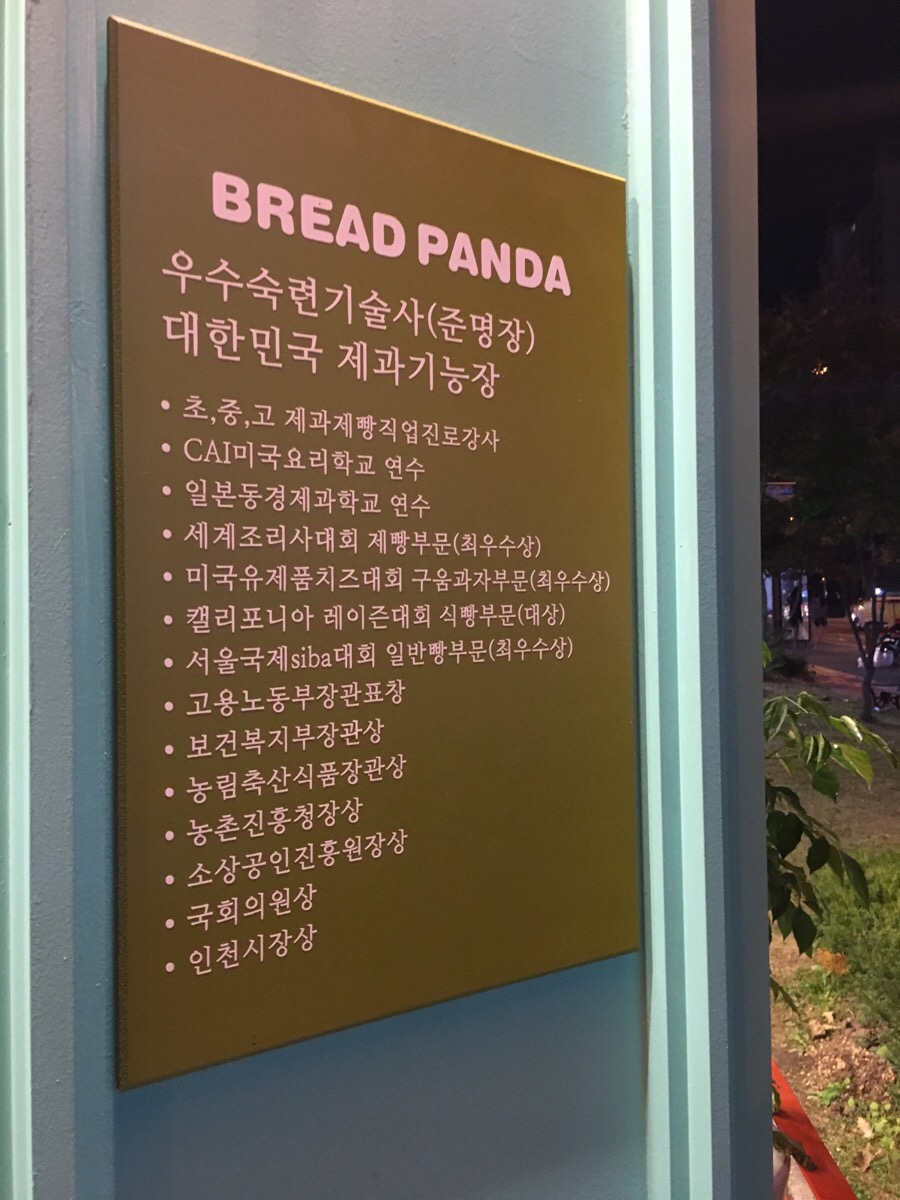 BREAD PANDA
우수숙련기술사(준명장)
대한민국 제과기능장
• 초,중,고 제과제빵직업진로강사
• CAI미국요리학교 연수
• 일본동경제과학교 연수
• 세계조리사대회 제빵부문(최우수상)
• 미국유제품치즈대회 구움과자부문(최우수상)
• 캘리포니아 레이즌대회 식빵부문(대상)
• 서울국제siba대회 일반빵부문(최우수상)
• 고용노동부장관표창
• 보건복지부장관상
• 농림축산식품장관상
• 농촌진흥청장상
• 소상공인진흥원장상
• 국회의원상
• 인천시장상